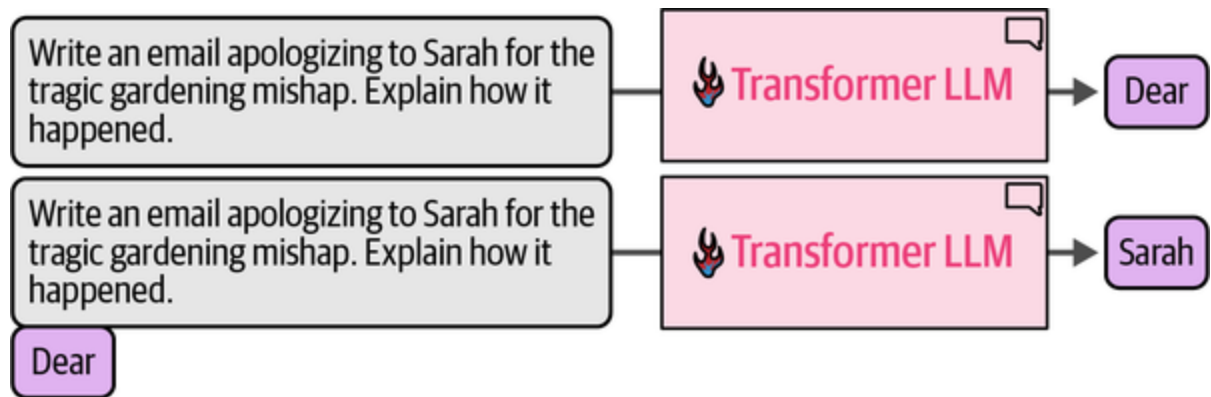 Write an email apologizing to Sarah for the
tragic gardening mishap. Explain how it
happened.
Transformer LLM
Dear
Write an email apologizing to Sarah for the
tragic gardening mishap. Explain how it
happened.
Transformer LLM
Sarah
Dear